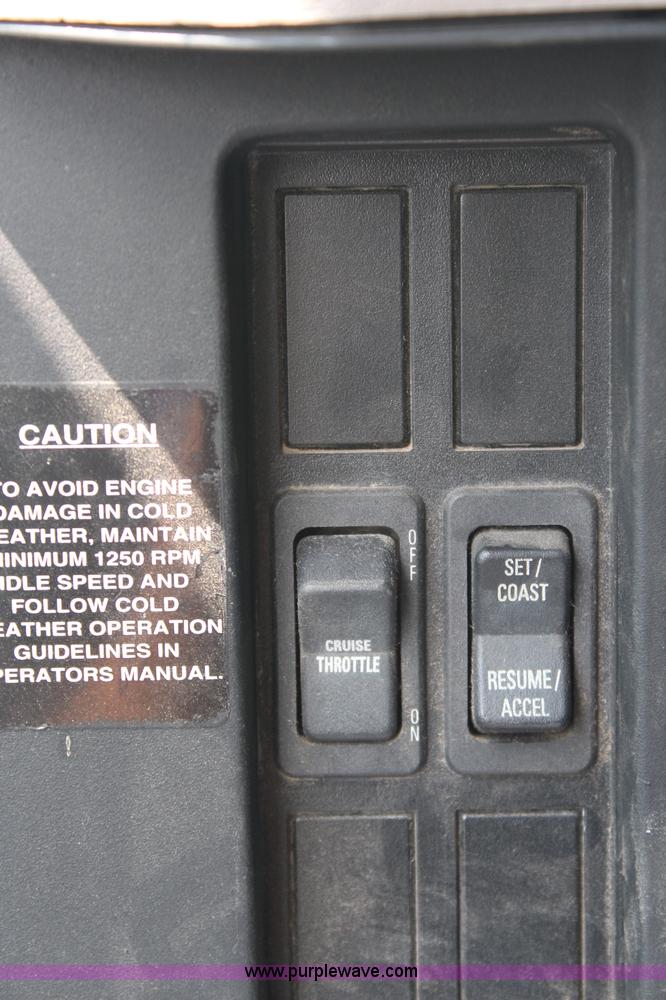 CAUTION
TO AVOID ENGINE
DAMAGE IN COLD
EATHER, MAINTAIN
INIMUM 1250 RPM
IDLE SPEED AND
FOLLOW COLD
EATHER OPERATION
GUIDELINES IN
PERATORS MANUAL.
OFF
CRUISE
THROTTLE
ON
SET/
COAST
RESUME/
ACCEL
www.purplewave.com